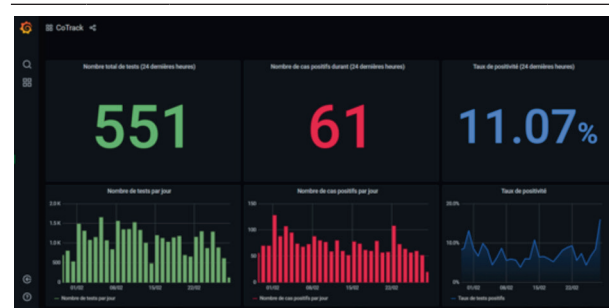 CoTrack
Nombre total de tests (24 dernières heures)
Nombre de cas positifs durant (24 dernières heures)
Taux de positivité (24 dernières heures)
551
61
11.07%
Nombre de tests par jour
Nombre de cas positifs par jour
Taux de positivité
2.0 K
1.5 K
1.0 K
500
0
01/02
08/02
15/02
22/02
Nombre de tests par jour
150
100
50
0
01/02
08/02
15/02
22/02
Nombre de cas positifs par jour
20.0%
10.0%
0%
01/02
08/02
15/02
22/02
Taux de tests positifs